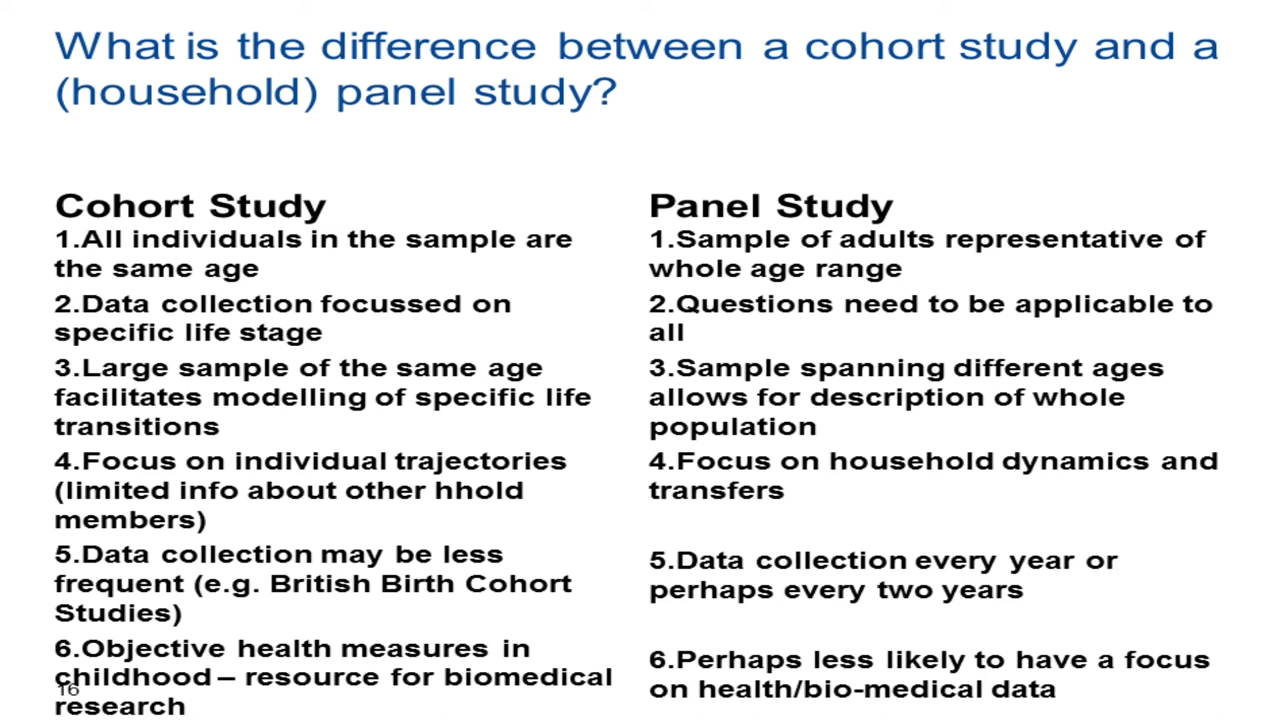 What is the difference between a cohort study and a
(household) panel study?
Cohort Study
1.All individuals in the sample are
the same age
2.Data collection focussed on
specific life stage
3.Large sample of the same age
facilitates modelling of specific life
transitions
4.Focus on individual trajectories
(limited info about other hhold
members)
5.Data collection may be less
frequent (e.g. British Birth Cohort
Studies)
6.Objective health measures in
childhood – resource for biomedical
research
Panel Study
1.Sample of adults representative of
whole age range
2.Questions need to be applicable to
all
3.Sample spanning different ages
allows for description of whole
population
4.Focus on household dynamics and
transfers
5.Data collection every year or
perhaps every two years
6.Perhaps less likely to have a focus
on health/bio-medical data
16